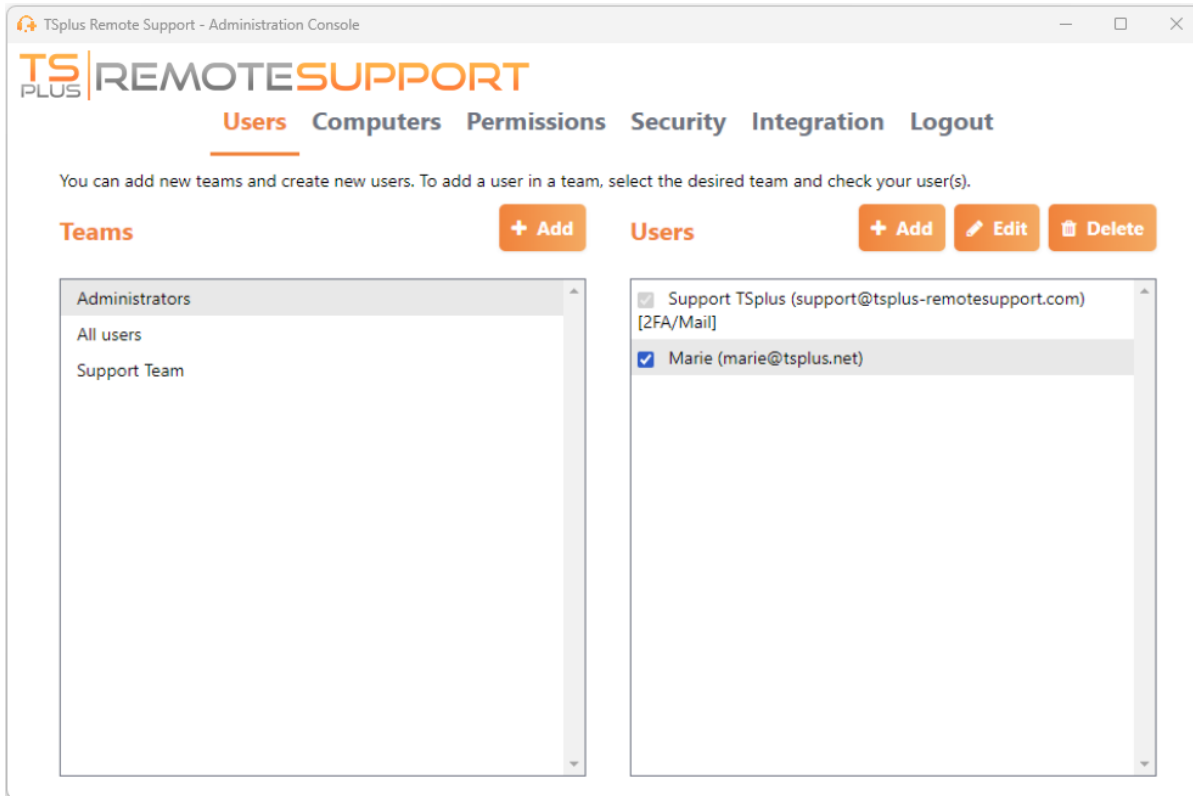 TSplus Remote Support - Administration Console
TS PLUS REMOTESUPPORT
Users Computers Permissions Security Integration Logout
You can add new teams and create new users. To add a user in a team, select the desired team and check your user(s).
Teams
+ Add
Users
+ Add
Edit
Delete
Administrators
All users
Support Team
Support TSplus (support@tsplus-remotesupport.com)
[2FA/Mail]
Marie (marie@tsplus.net)